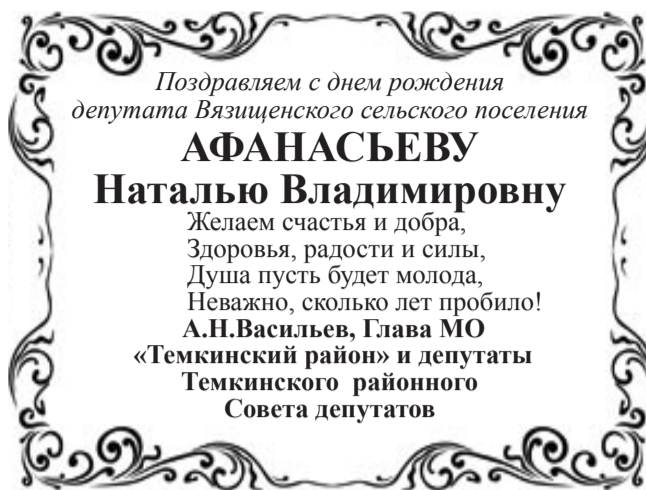 Поздравляем с днем рождения
депутата Вязищенского сельского поселения
АФАНАСЬЕВУ
Наталью Владимировну
Желаем счастья и добра,
Здоровья, радости и силы,
Душа пусть будет молода,
Неважно, сколько лет пробило!
А.Н.Васильев, Глава МО
«Темкинский район» и депутаты
Темкинского районного
Совета депутатов